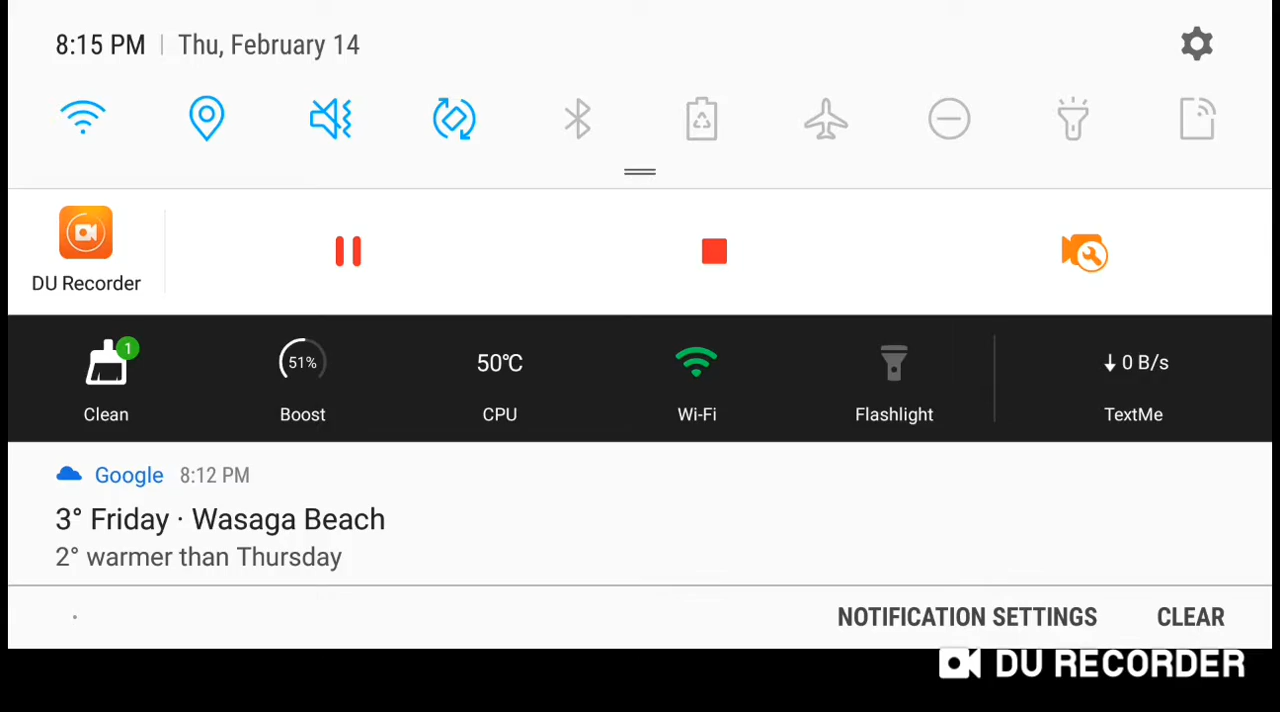 8:15 PM | Thu, February 14
DU Recorder
1
51%
50°C
↓ 0 B/s
Clean
Boost
CPU
Wi-Fi
Flashlight
TextMe
Google 8:12 PM
3° Friday · Wasaga Beach
2° warmer than Thursday
NOTIFICATION SETTINGS CLEAR
DU RECORDER